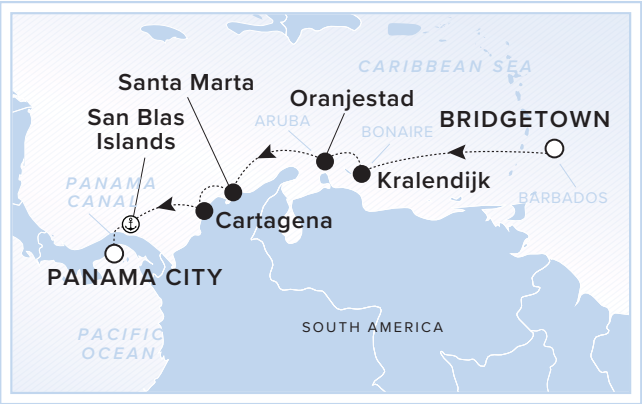 CARIBBEAN SEA
Santa Marta
Oranjestad
San Blas
Islands
ARUBA
BONAIRE
BRIDGETOWN
PANAMA
CANAL
Kralendijk
BARBADOS
Cartagena
PANAMA CITY
SOUTH AMERICA
PACIFIC
OCEAN